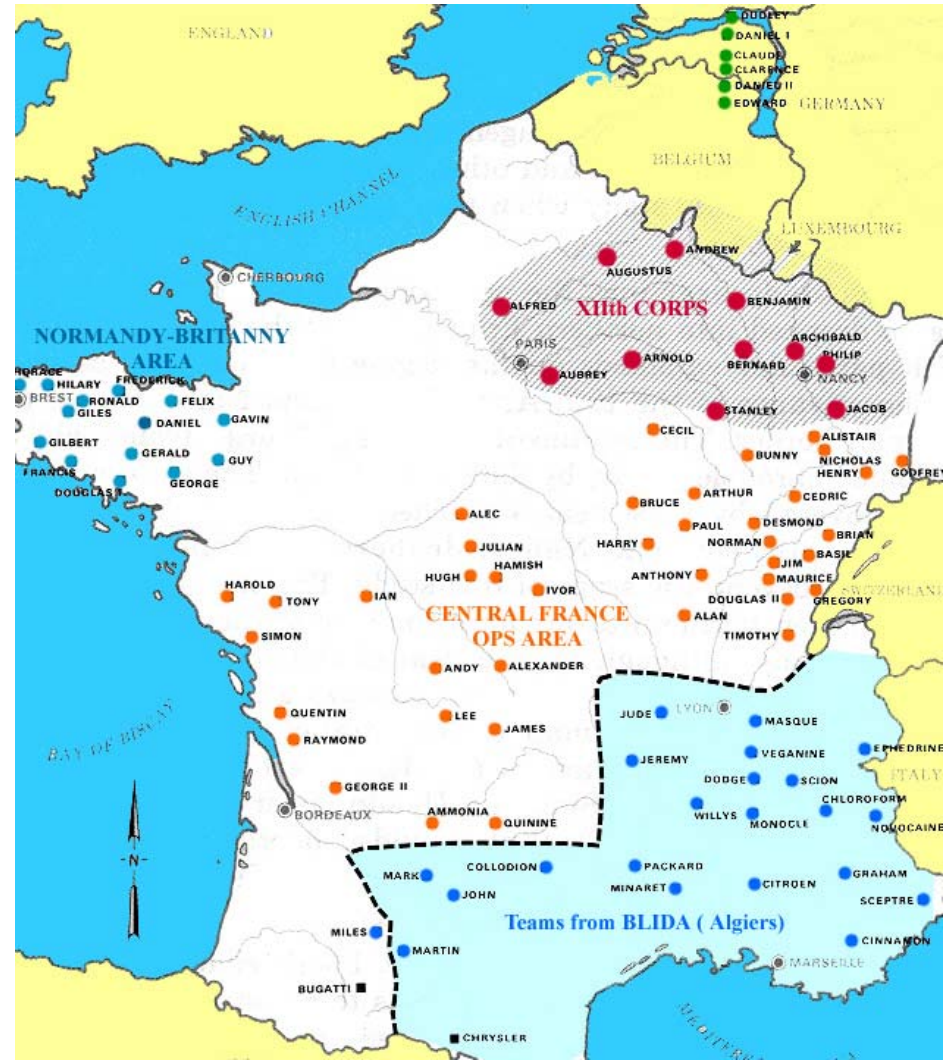 DUDLEY
ENGLAND
DANIEL I
CLAUDE
CLARENCE
DANIEL II
EDWARD
GERMANY
BELGIUM
ENGLISH CHANNEL
LUXEMBOURG
ANDREW
AUGUSTUS
CHERBOURG
BENJAMIN
ALFRED
XIIth CORPS
NORMANDY-BRITANNY
AREA
PARIS
ARCHIBALD
BERNARD
PHILIP
ARNOLD
NANCY
AUBREY
FREDERICK
HILARY
BREST
RONALD
FELIX
GILES
DANIEL
GAVIN
STANLEY
JACOB
CECIL
ALISTAIR
GILBERT
GERALD
GUY
BUNNY
NICHOLAS
FRANCIS
GEORGE
HENRY
GODFREY
DOUGLAS I
ARTHUR
CEDRIC
BRUCE
ALEC
PAUL
DESMOND
BRIAN
JULIAN
HARRY
NORMAN
BASIL
HAMISH
JIM
HUGH
ANTHONY
MAURICE
HAROLD
IVOR
SWITZERLAND
TONY
IAN
DOUGLAS II
GREGORY
CENTRAL FRANCE
OPS AREA
ALAN
SIMON
TIMOTHY
ANDY
ALEXANDER
QUENTIN
LEE
JUDE
LYON
MASQUE
JAMES
BAY OF BISCAY
RAYMOND
VEGANINE
EPHEDRINE
JEREMY
ITALY
GEORGE II
DODGE
SCION
CHLOROFORM
BORDEAUX
AMMONIA
QUININE
WILLYS
MONOCLE
NOVOCAINE
-N-
MARK
COLLODION
PACKARD
GRAHAM
JOHN
MINARET
CITROEN
SCEPTRE
Teams from BLIDA ( Algiers)
MILES
MARTIN
CINNAMON
MARSEILLE
BUGATTI
CHRYSLER